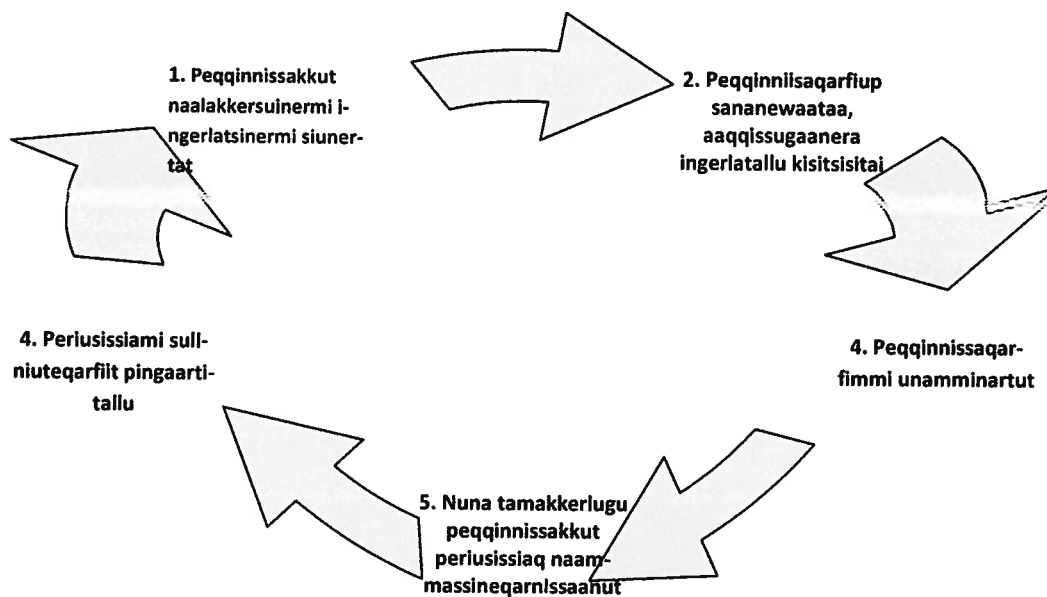 1. Peqqinnissakkut
naalakkersuinermi i-
ngerlatsinermi siuner-
tat
2. Peqqinniisaqarfiup
sananewaataa,
aaqqissugaanera
ingerlatallu kisitsisitai
4. Peqqinnissaqar-
fimmi unamminartut
5. Nuna tamakkerlugu
peqqinnissakkut
periusissiaq naam-
massineqarnissaanut
4. Periusissiami sull-
niuteqarfiit pingaarti-
tallu